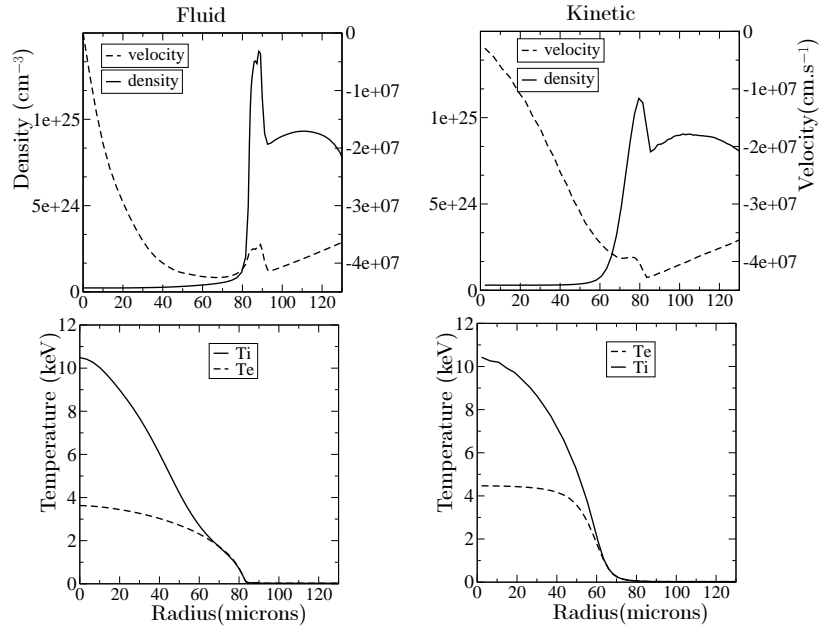 Fluid
Kinetic
velocity
density
Density (cm⁻³)
1e+25
5e+24
0
0
-1e+07
-2e+07
-3e+07
-4e+07
0 20 40 60 80 100 120
velocity
density
1e+25
5e+24
0
0
-1e+07
-2e+07
-3e+07
-4e+07
Velocity(cm.s⁻¹)
0 20 40 60 80 100 120
Temperature (keV)
12
10
8
6
4
2
0
Ti
Te
0 20 40 60 80 100 120
Radius(microns)
Temperature (keV)
12
10
8
6
4
2
0
Te
Ti
0 20 40 60 80 100 120
Radius(microns)